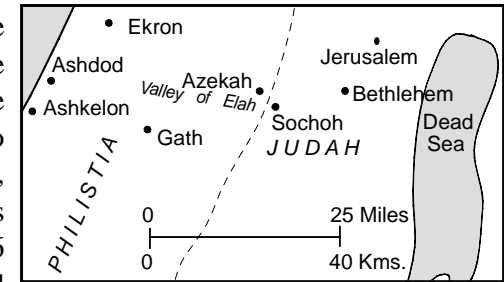 Ekron
Jerusalem
Ashdod
Azekah
Valley of Elah
Bethlehem
Ashkelon
Sochoh
Dead
Sea
Gath
JUDAH
PHILISTIA
0 25 Miles
0 40 Kms.